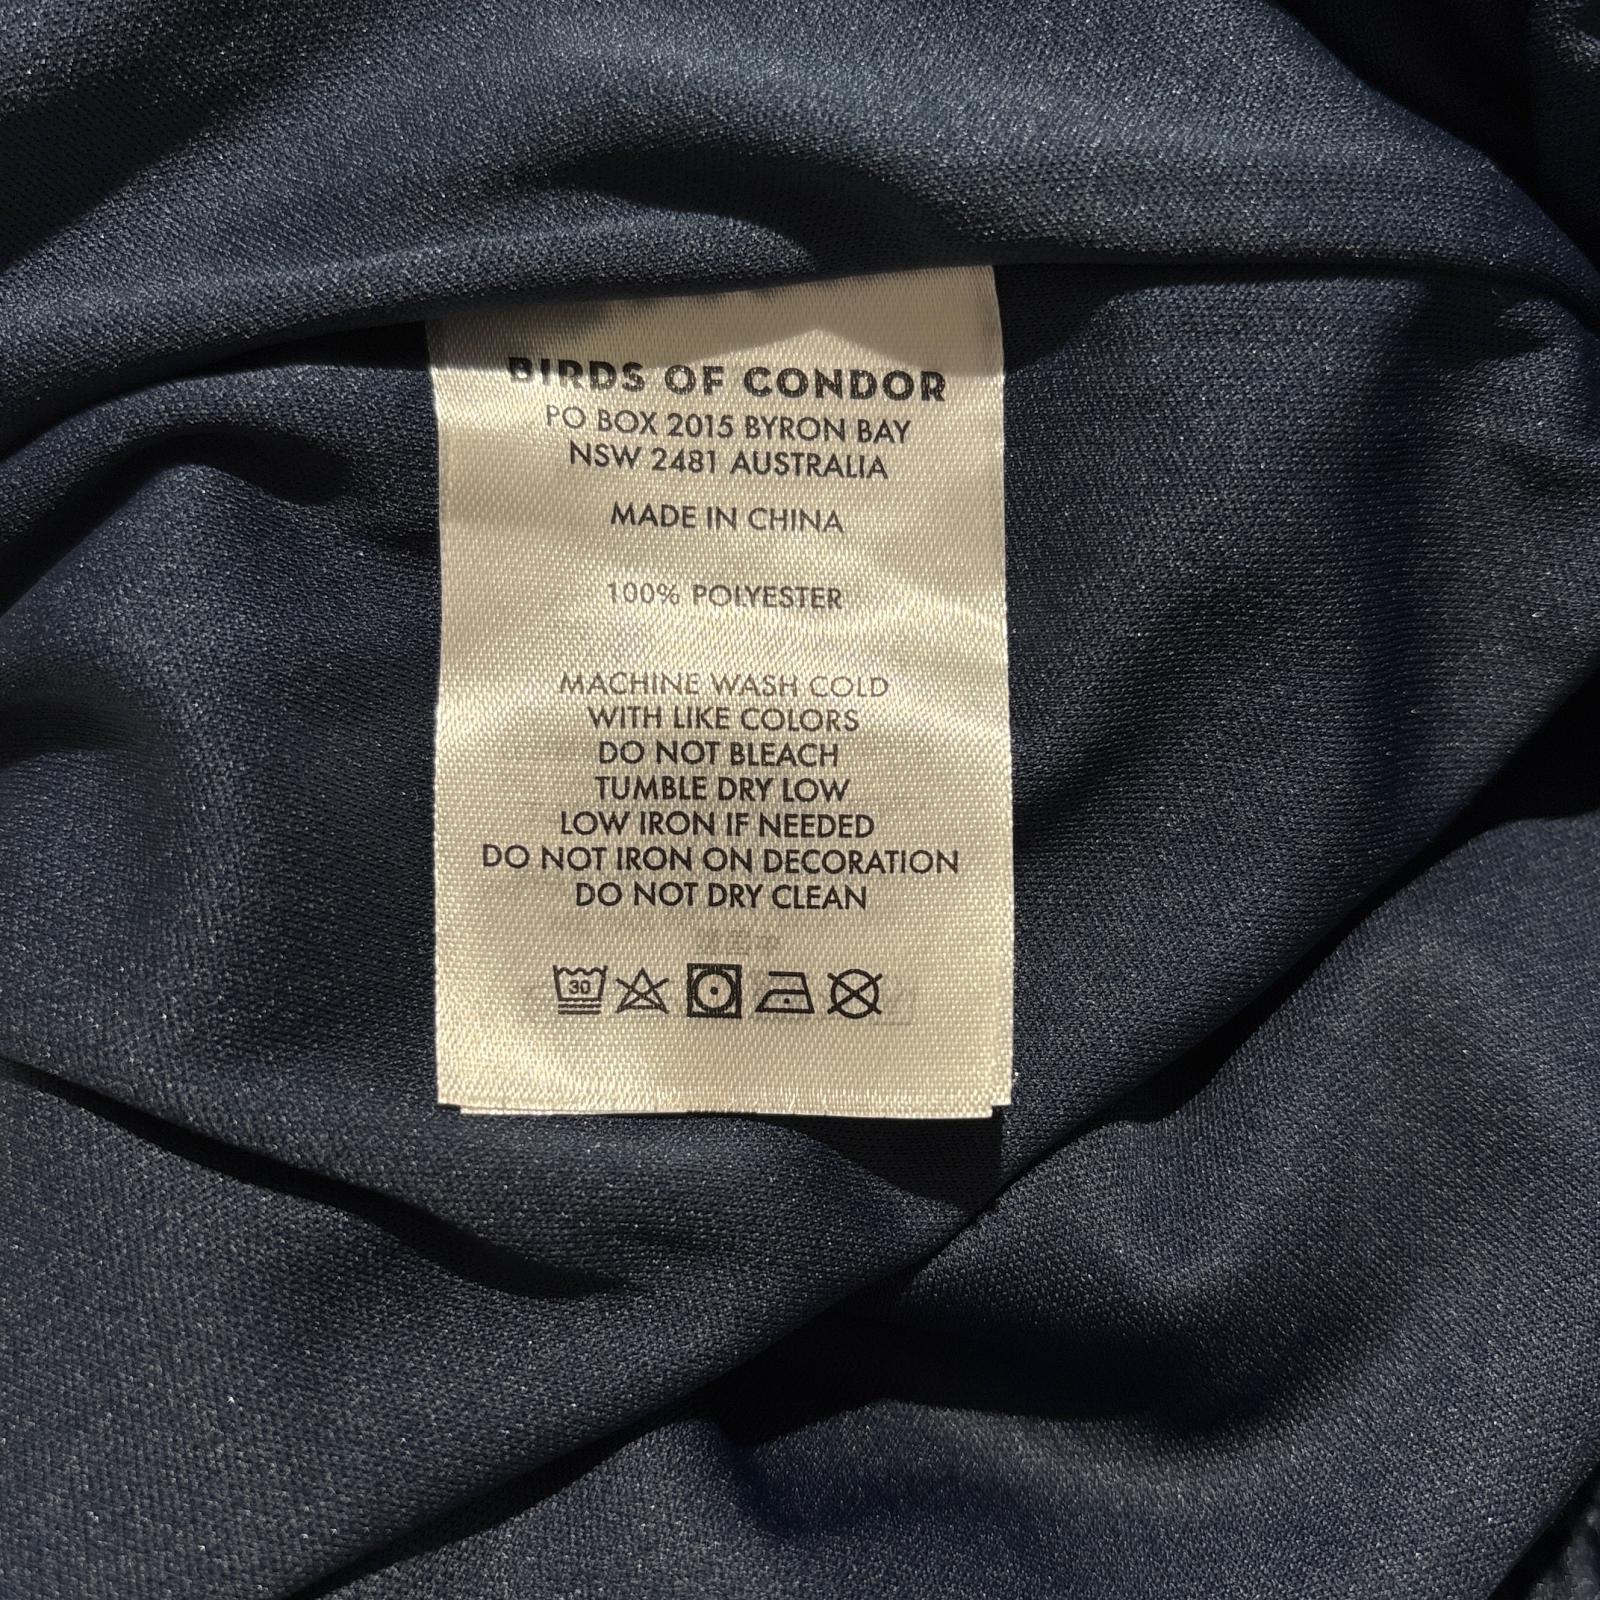 BIRDS OF CONDOR
PO BOX 2015 BYRON BAY
NSW 2481 AUSTRALIA
MADE IN CHINA
100% POLYESTER
MACHINE WASH COLD
WITH LIKE COLORS
DO NOT BLEACH
TUMBLE DRY LOW
LOW IRON IF NEEDED
DO NOT IRON ON DECORATION
DO NOT DRY CLEAN
30